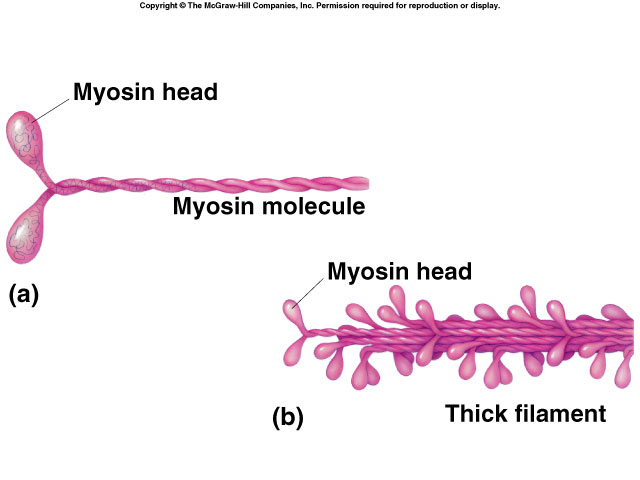 Copyright © The McGraw-Hill Companies, Inc. Permission required for reproduction or display.
Myosin head
Myosin molecule
(a)
Myosin head
(b)
Thick filament